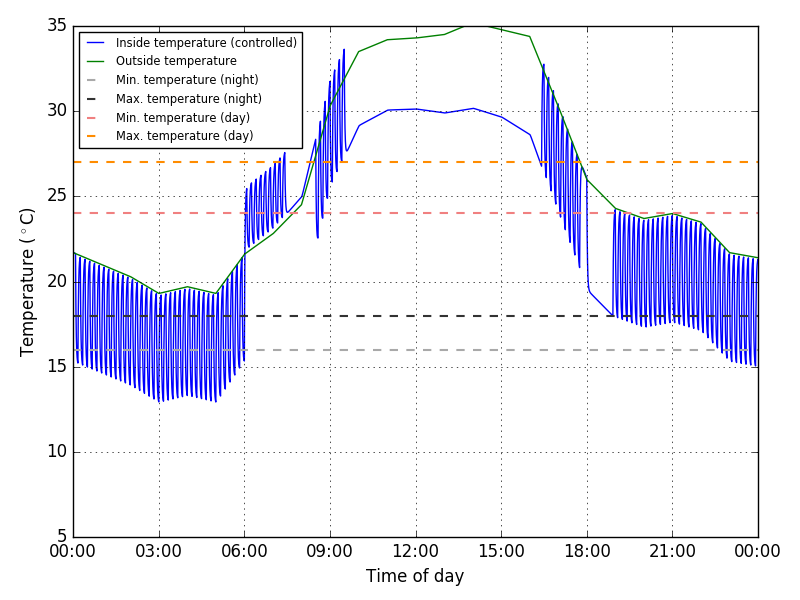 35
30
25
20
15
10
5
Temperature (°C)
Inside temperature (controlled)
Outside temperature
Min. temperature (night)
Max. temperature (night)
Min. temperature (day)
Max. temperature (day)
00:00 03:00 06:00 09:00 12:00 15:00 18:00 21:00 00:00
Time of day